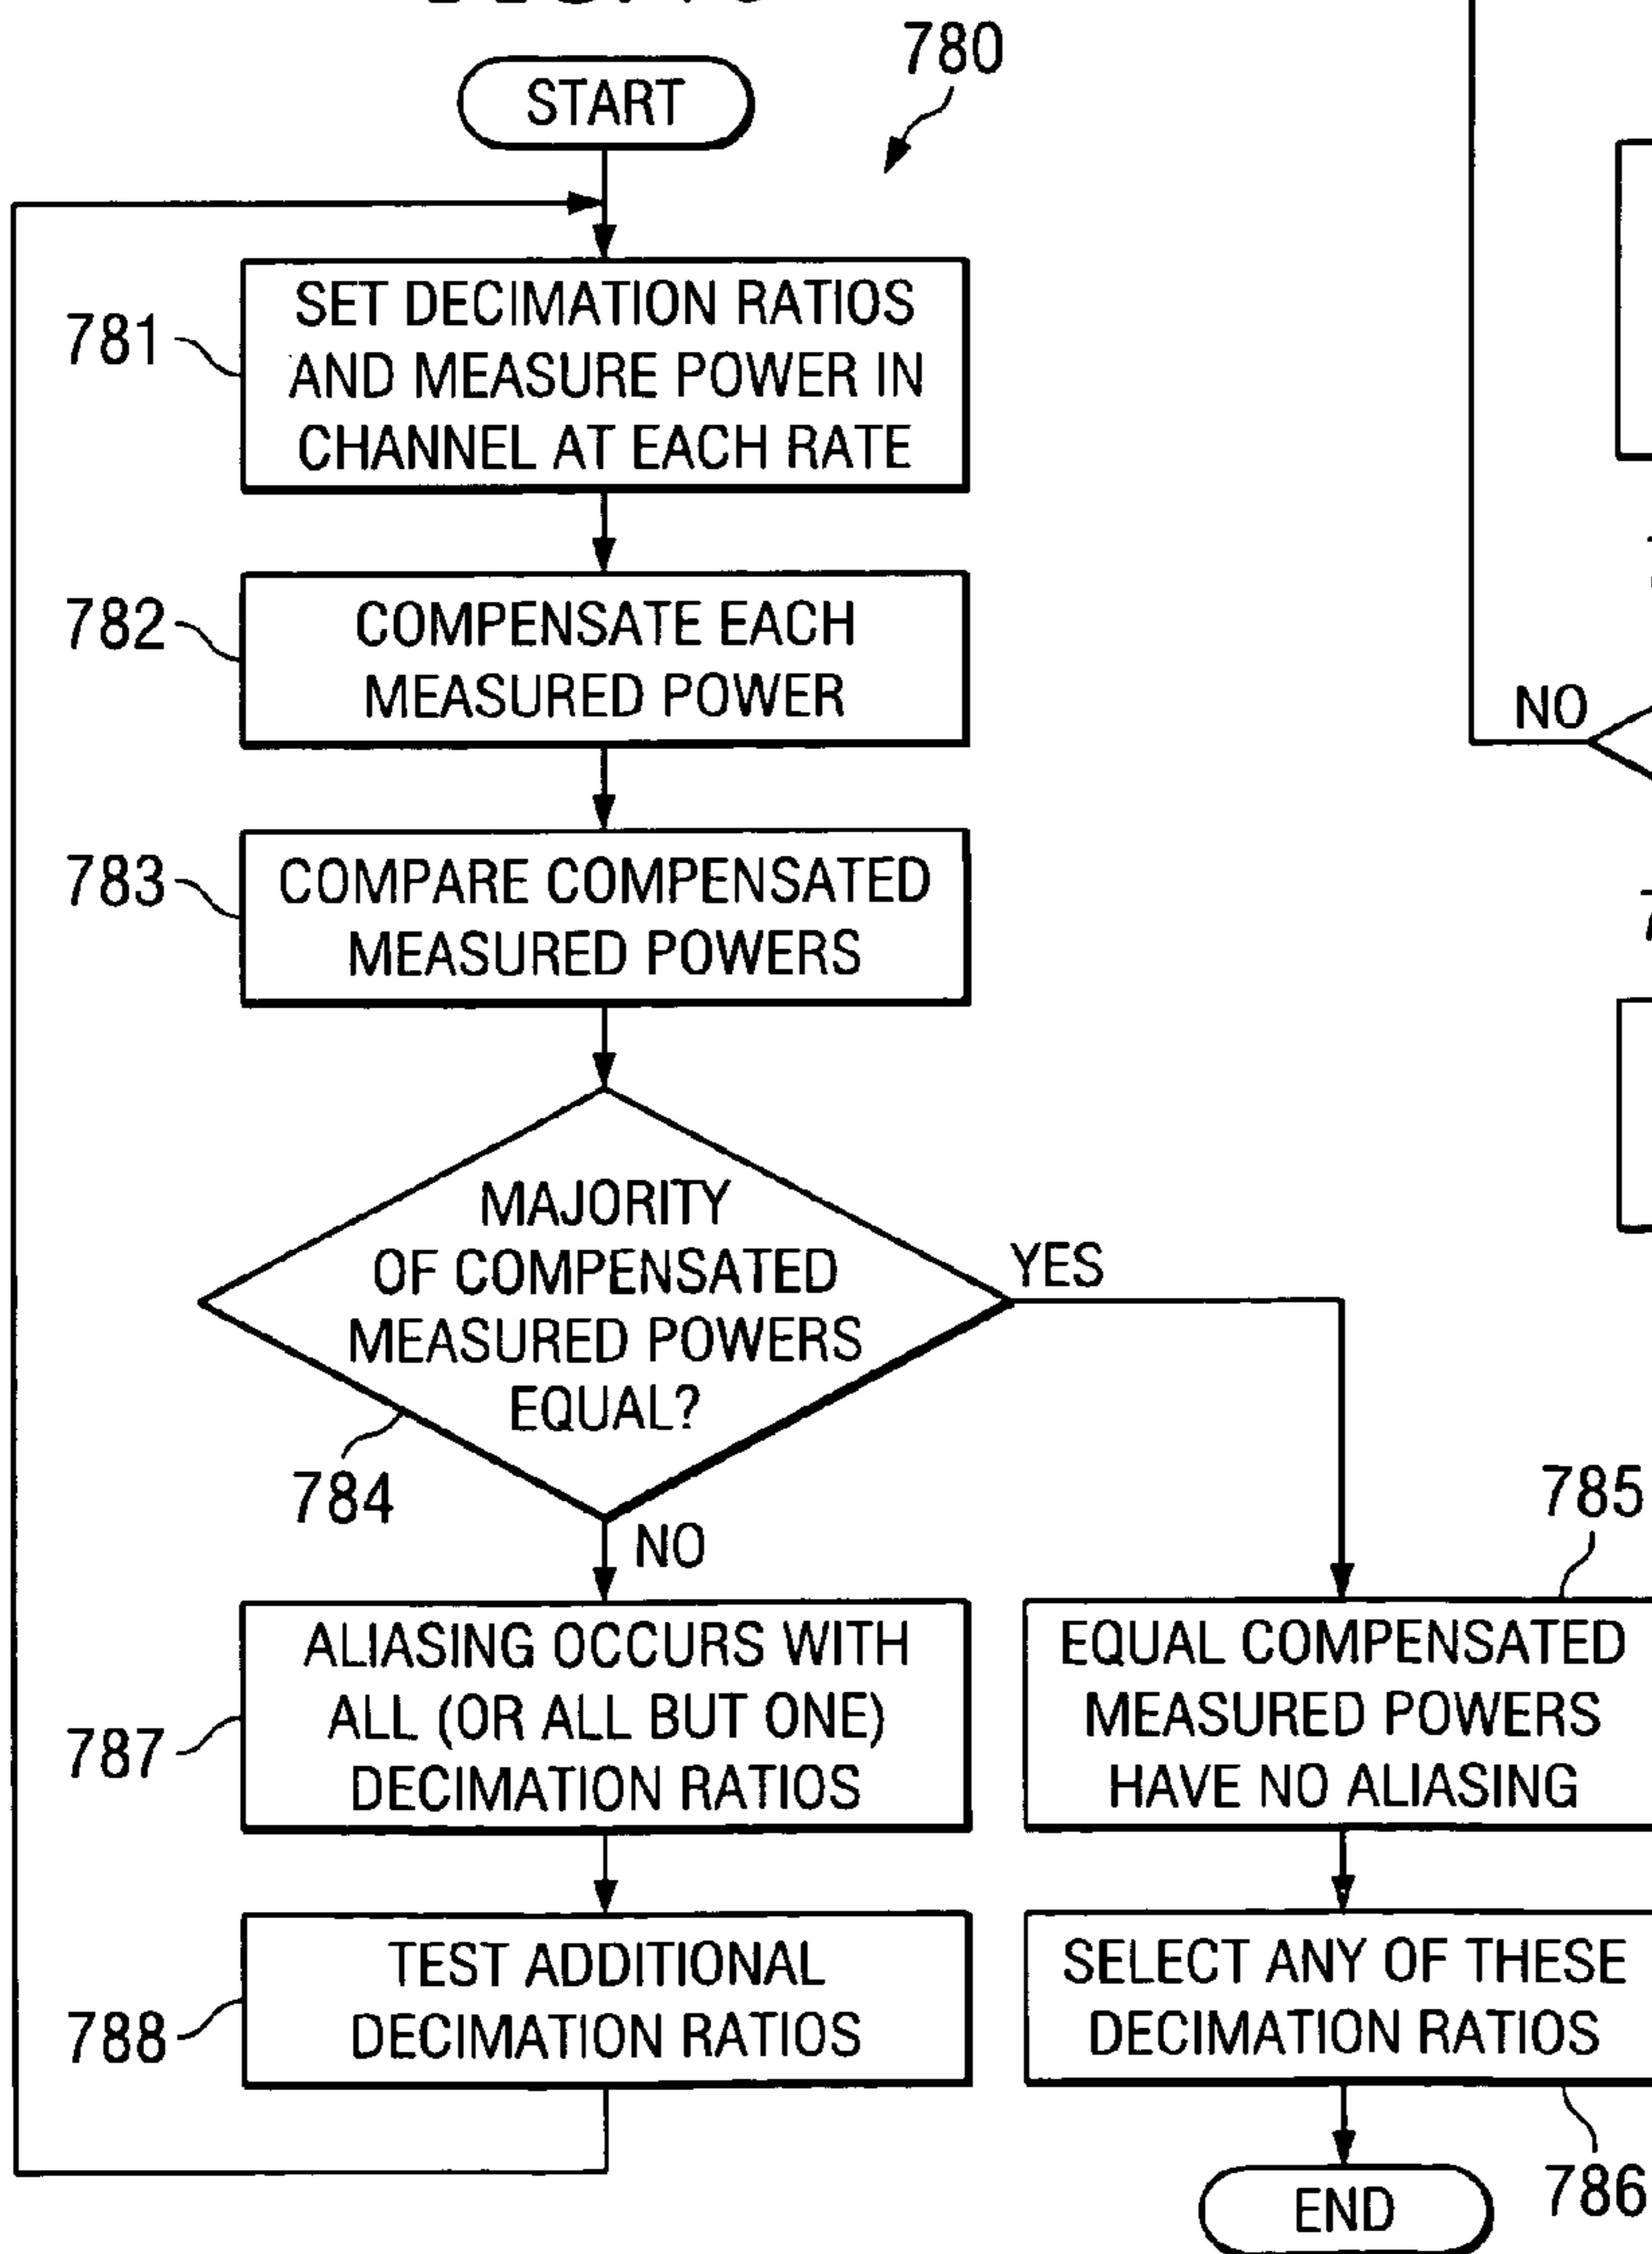 780
START
781
SET DECIMATION RATIOS
AND MEASURE POWER IN
CHANNEL AT EACH RATE
782
COMPENSATE EACH
MEASURED POWER
NO
783
COMPARE COMPENSATED
MEASURED POWERS
MAJORITY
OF COMPENSATED
MEASURED POWERS
EQUAL?
YES
784
NO
785
787
ALIASING OCCURS WITH
ALL (OR ALL BUT ONE)
DECIMATION RATIOS
EQUAL COMPENSATED
MEASURED POWERS
HAVE NO ALIASING
788
TEST ADDITIONAL
DECIMATION RATIOS
SELECT ANY OF THESE
DECIMATION RATIOS
786
END